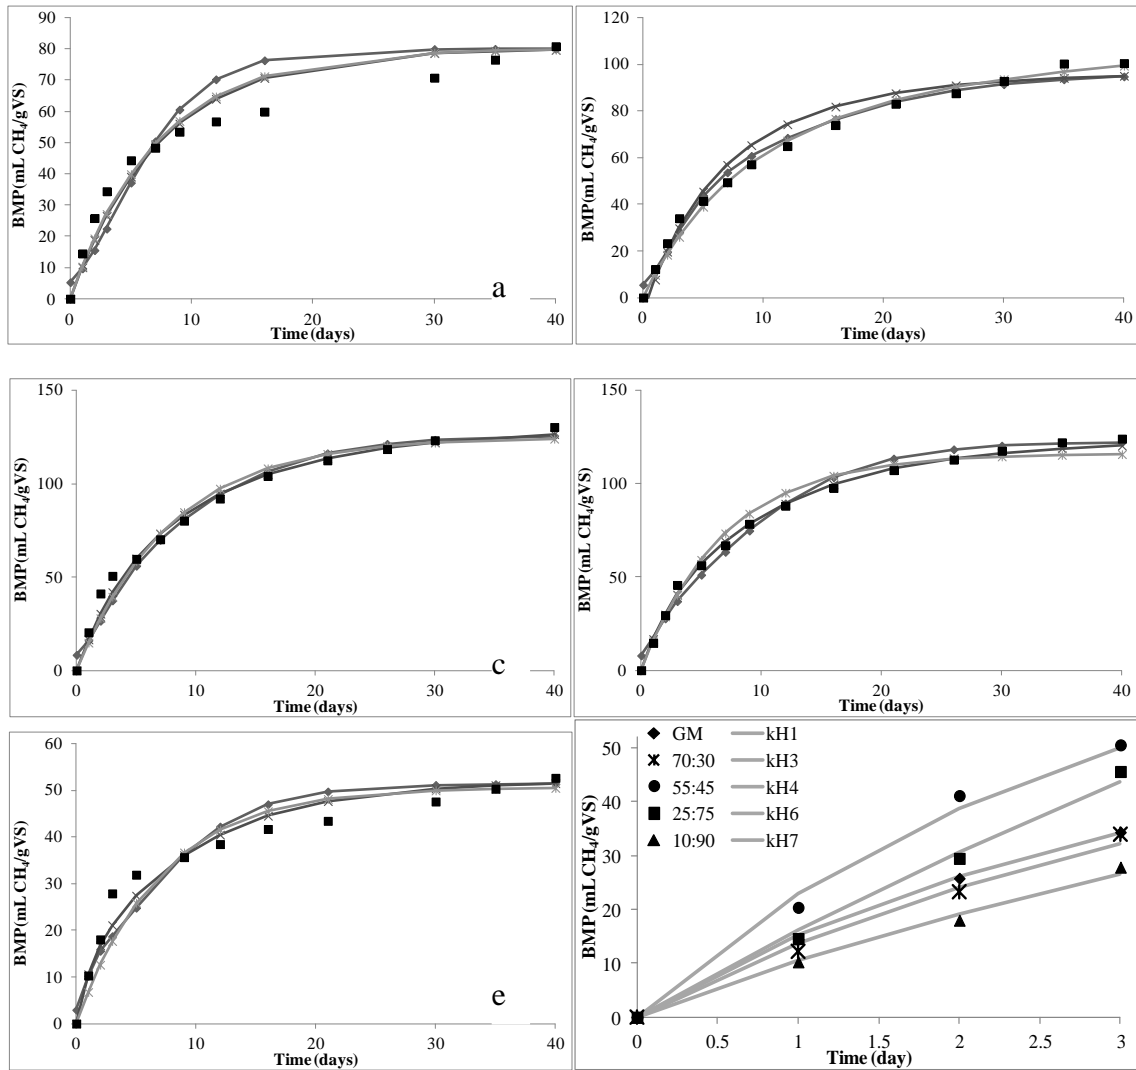 90
80
70
60
50
40
30
20
10
0
BMP(mL CH₄/gVS)
0 10 20 30 40
Time (days)
a
120
100
80
60
40
20
0
BMP(mL CH₄/gVS)
0 10 20 30 40
Time (days)
150
100
50
0
BMP(mL CH₄/gVS)
0 10 20 30 40
Time (days)
c
150
100
50
0
BMP (mL CH₄/gVS)
0 10 20 30 40
Time (days)
60
50
40
30
20
10
0
BMP (mL CH₄/gVS)
0 10 20 30 40
Time (days)
e
50
40
30
20
10
0
BMP (mL CH₄/gVS)
GM kH1
70:30 kH3
55:45 kH4
25:75 kH6
10:90 kH7
0 0.5 1 1.5 2 2.5 3
Time (day)